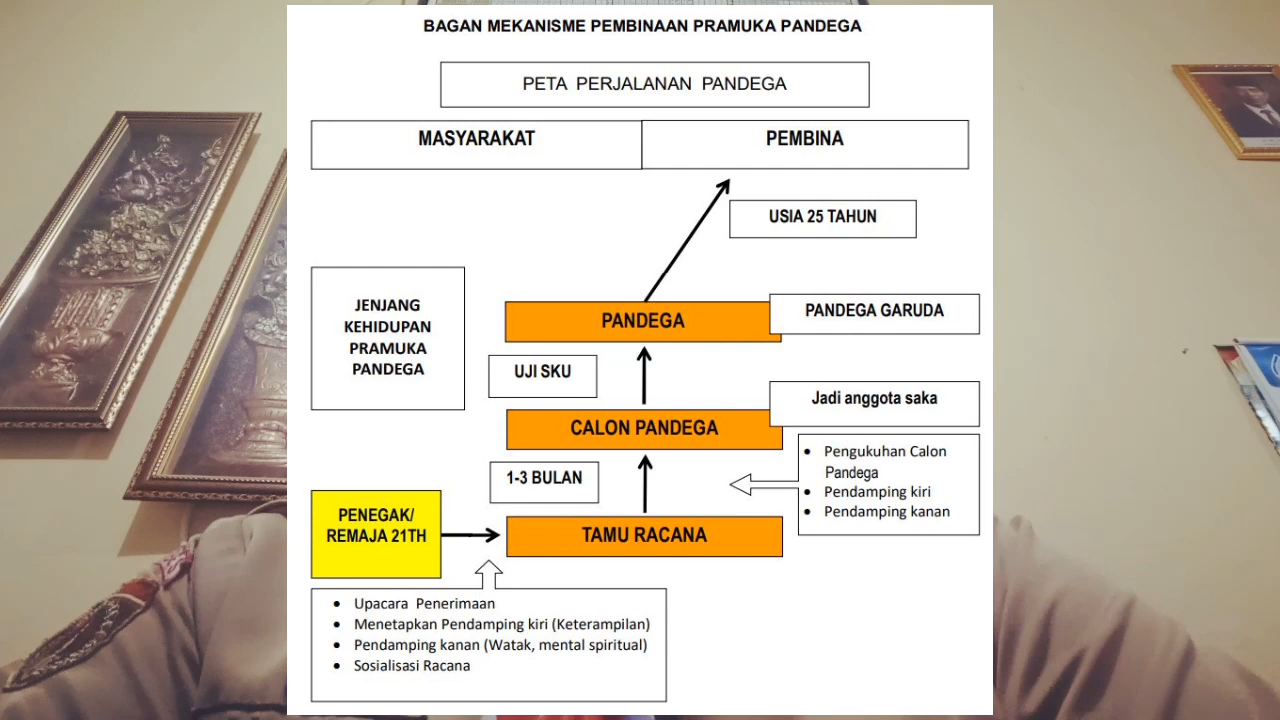 BAGAN MEKANISME PEMBINAAN PRAMUKA PANDEGA
PETA PERJALANAN PANDEGA
MASYARAKAT
PEMBINA
USIA 25 TAHUN
JENJANG
KEHIDUPAN
PRAMUKA
PANDEGA
PANDEGA
PANDEGA GARUDA
UJI SKU
Jadi anggota saka
CALON PANDEGA
• Pengukuhan Calon
Pandega
• Pendamping kiri
• Pendamping kanan
1-3 BULAN
PENEGAK/
REMAJA 21TH
TAMU RACANA
• Upacara Penerimaan
• Menetapkan Pendamping kiri (Keterampilan)
• Pendamping kanan (Watak, mental spiritual)
• Sosialisasi Racana